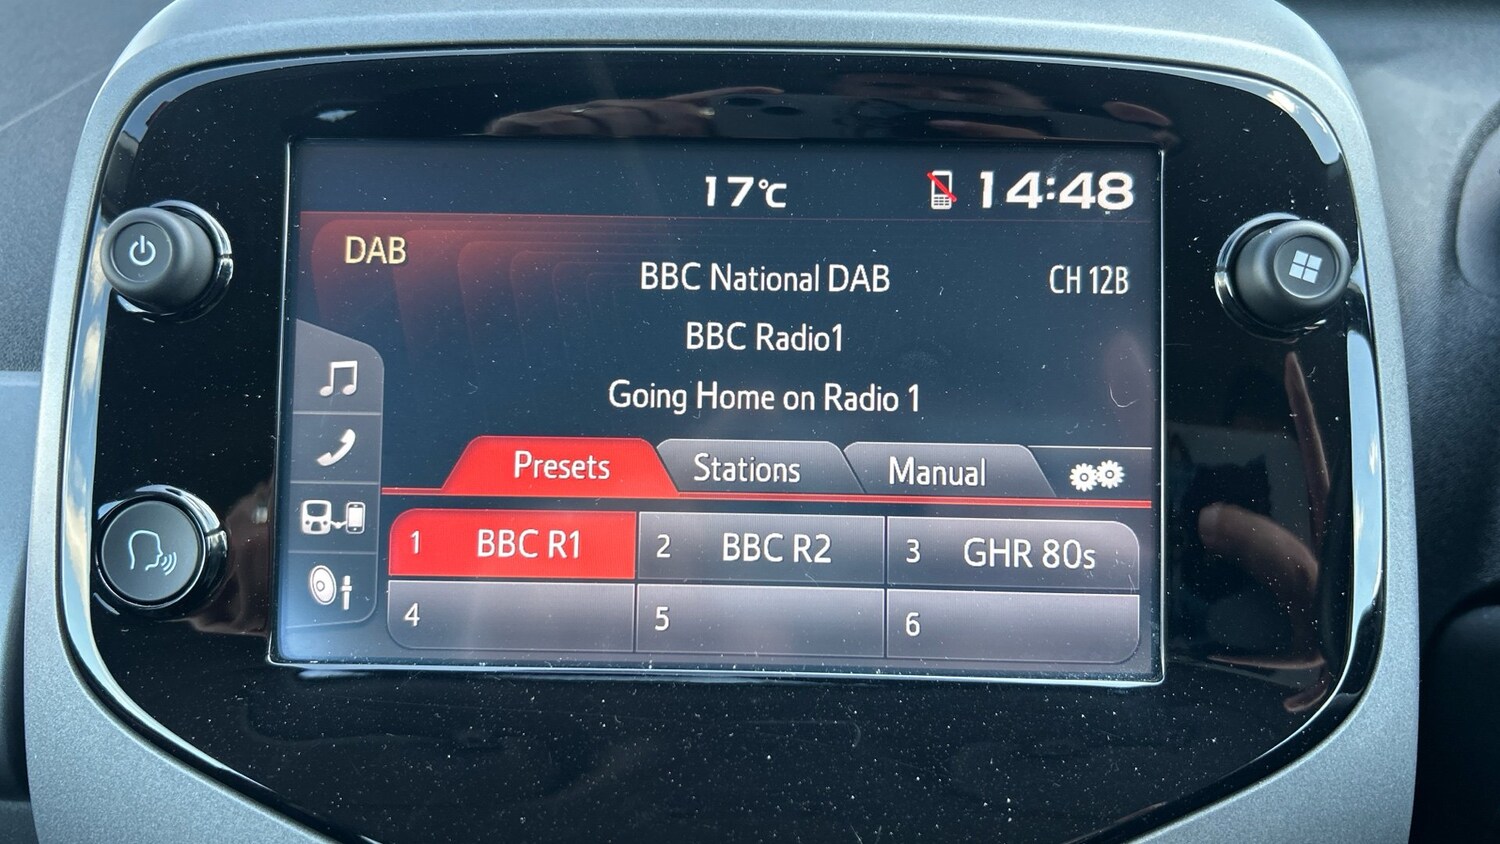 17°C 14:48
DAB
BBC National DAB CH 12B
BBC Radio1
Going Home on Radio 1
Presets Stations Manual
1 BBC R1 2 BBC R2 3 GHR 80s
4 5 6